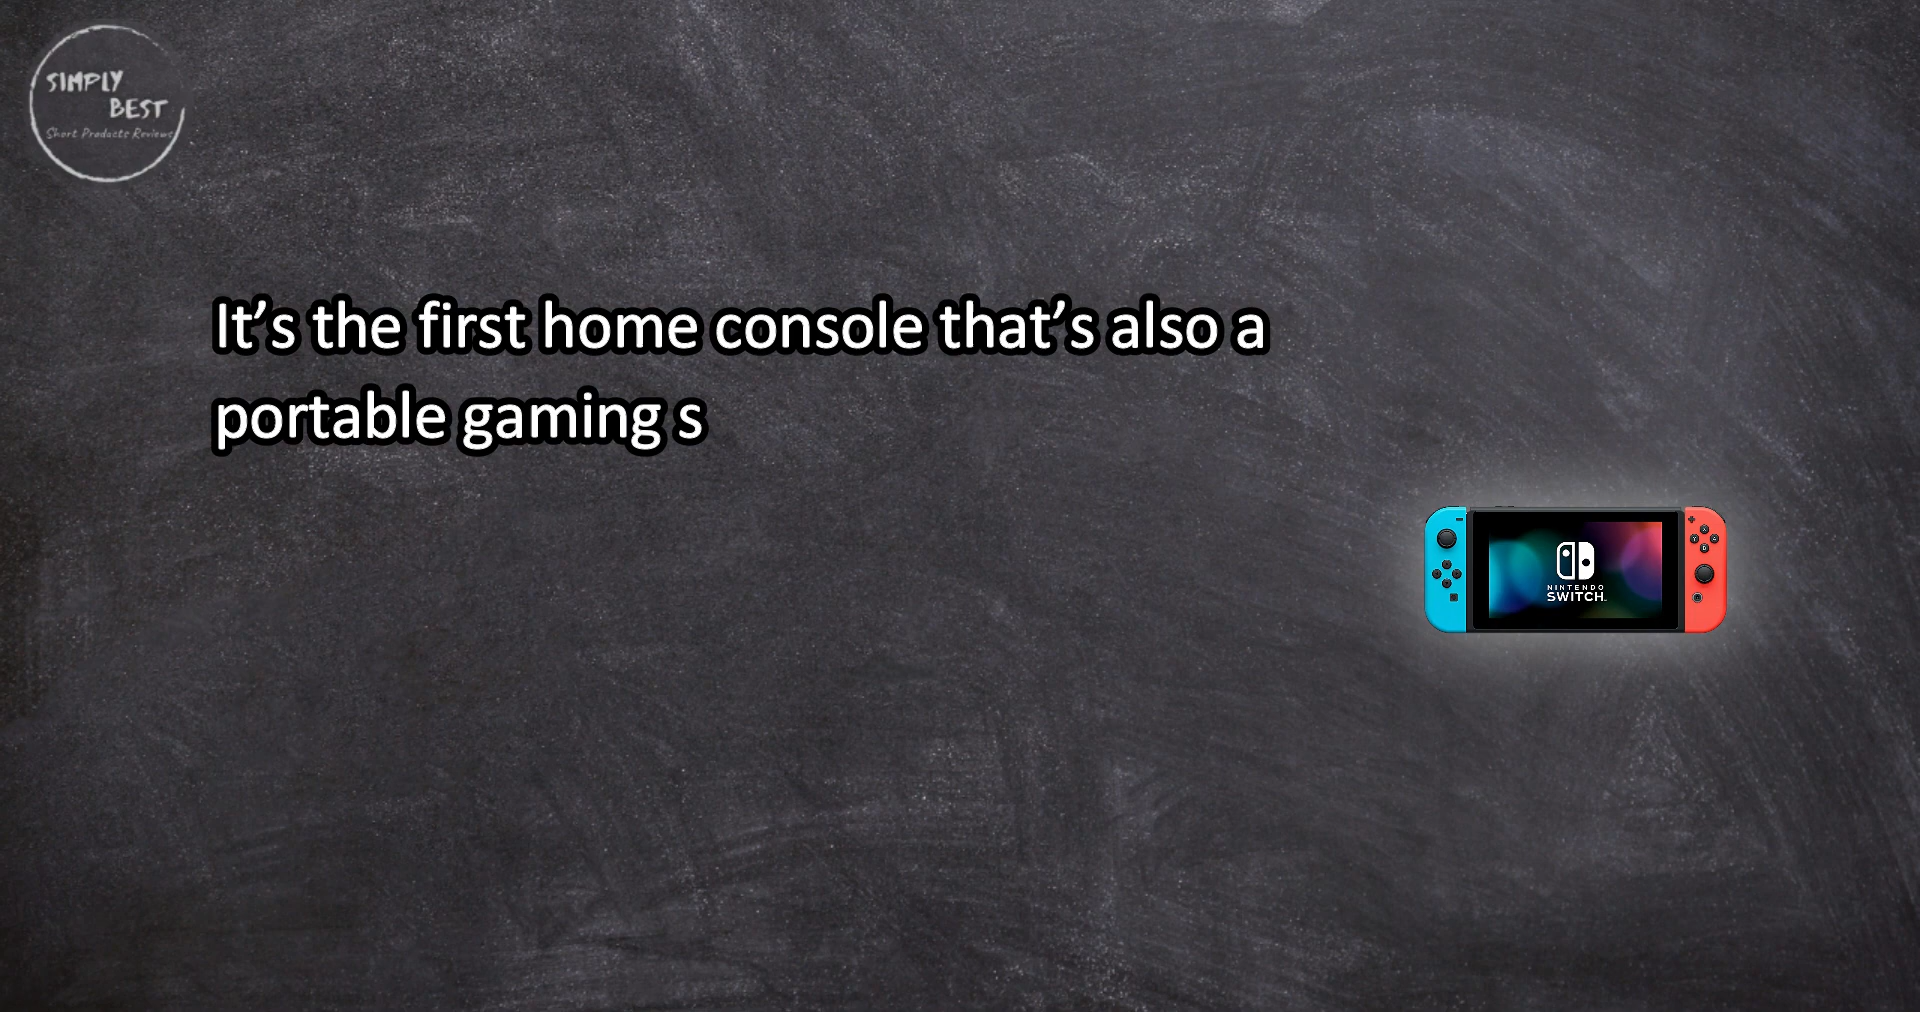 SIMPLY
BEST
Short Products Reviews
It’s the first home console that’s also a
portable gaming s
NINTENDO
SWITCH